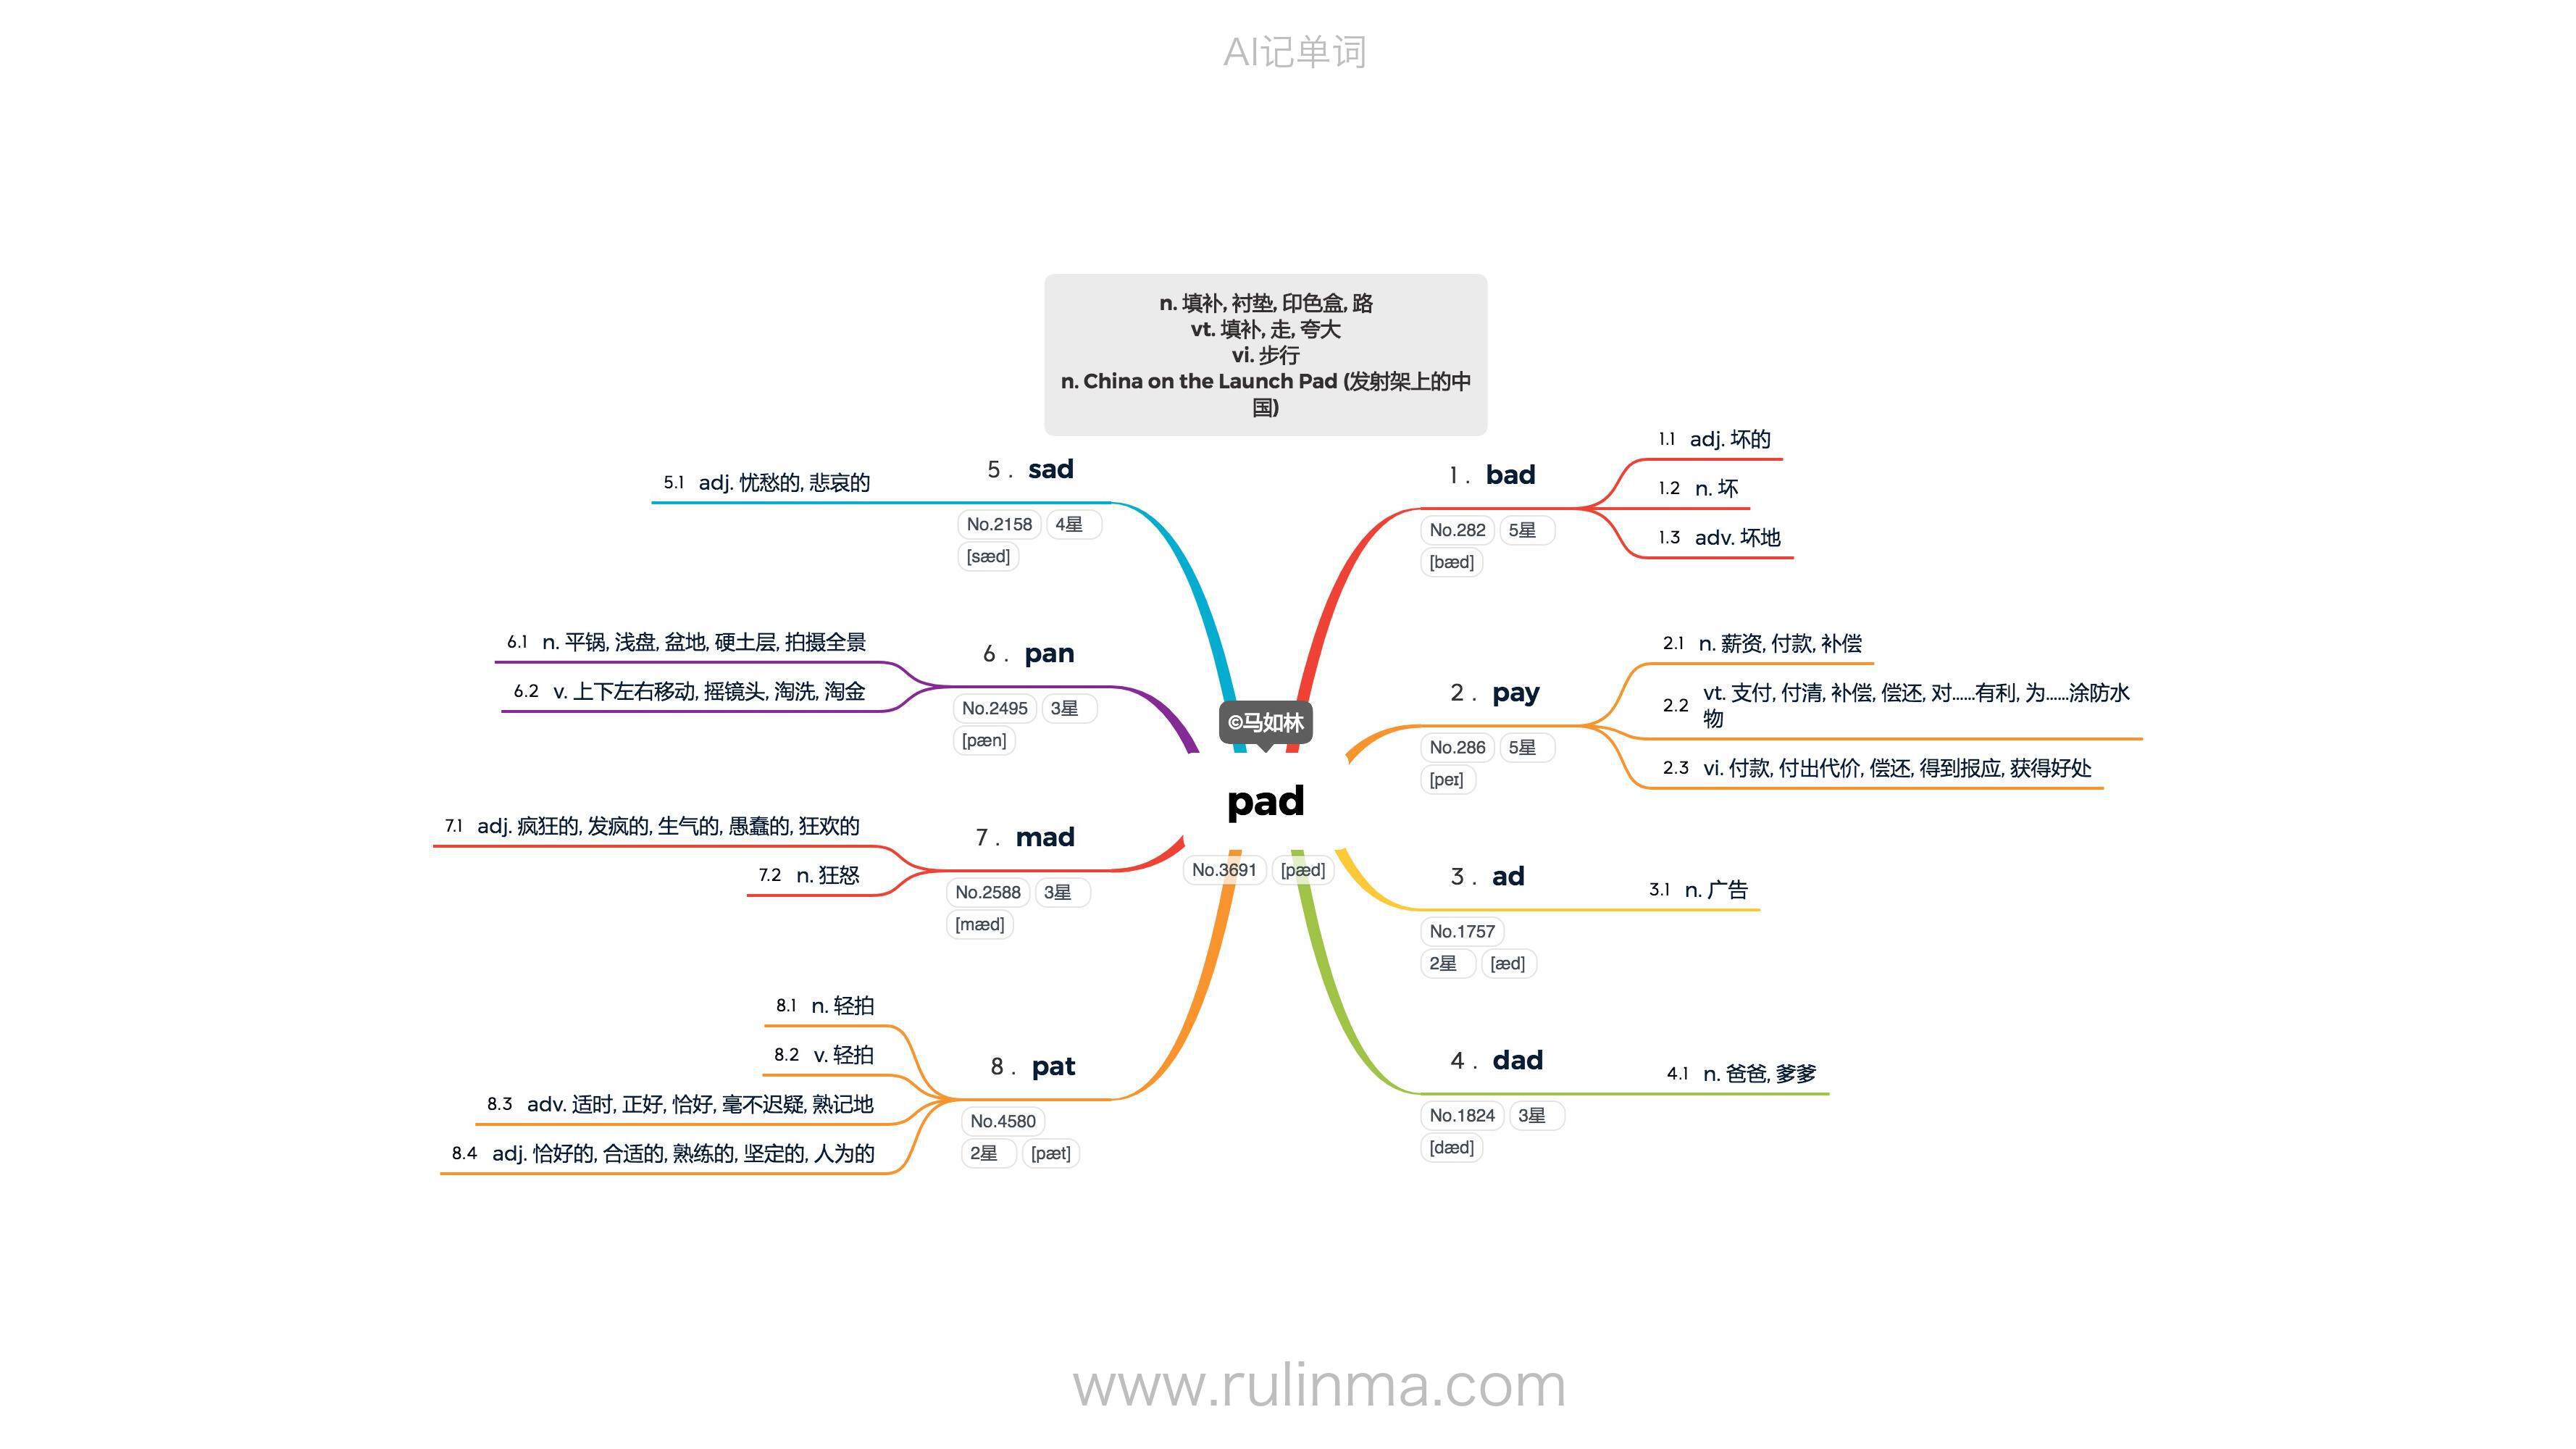 AI记单词
n. 填补, 衬垫, 印色盒, 路
vt. 填补, 走, 夸大
vi. 步行
n. China on the Launch Pad (发射架上的中
国)
©马如林
pad
No.3691 [pæd]
1 . bad
No.282 5星
[bæd]
1.1 adj. 坏的
1.2 n. 坏
1.3 adv. 坏地
2 . pay
No.286 5星
[peɪ]
2.1 n. 薪资, 付款, 补偿
2.2 vt. 支付, 付清, 补偿, 偿还, 对……有利, 为……涂防水
物
2.3 vi. 付款, 付出代价, 偿还, 得到报应, 获得好处
3 . ad
No.1757
2星 [æd]
3.1 n. 广告
4 . dad
No.1824 3星
[dæd]
4.1 n. 爸爸, 爹爹
5 . sad
No.2158 4星
[sæd]
5.1 adj. 忧愁的, 悲哀的
6 . pan
No.2495 3星
[pæn]
6.1 n. 平锅, 浅盘, 盆地, 硬土层, 拍摄全景
6.2 v. 上下左右移动, 摇镜头, 淘洗, 淘金
7 . mad
No.2588 3星
[mæd]
7.1 adj. 疯狂的, 发疯的, 生气的, 愚蠢的, 狂欢的
7.2 n. 狂怒
8 . pat
No.4580
2星 [pæt]
8.1 n. 轻拍
8.2 v. 轻拍
8.3 adv. 适时, 正好, 恰好, 毫不迟疑, 熟记地
8.4 adj. 恰好的, 合适的, 熟练的, 坚定的, 人为的
www.rulinma.com